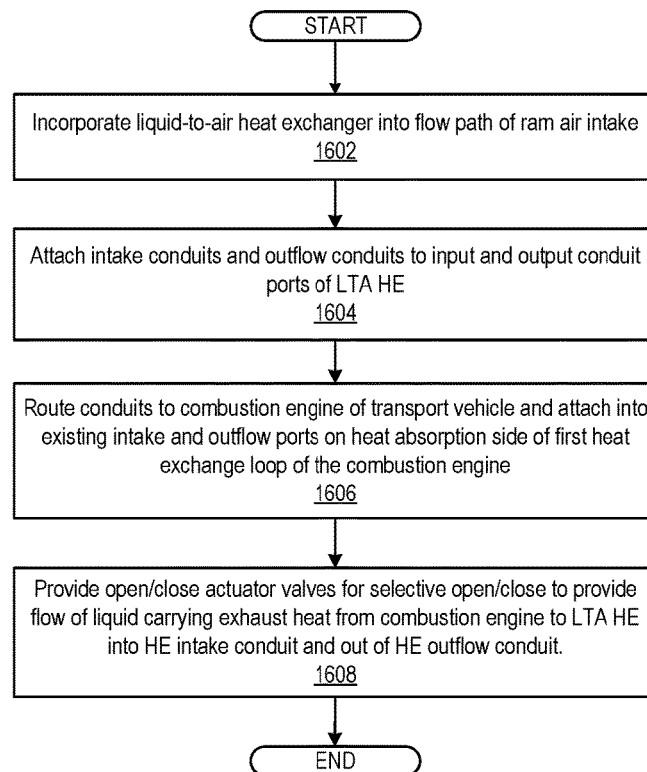 START
Incorporate liquid-to-air heat exchanger into flow path of ram air intake
1602
Attach intake conduits and outflow conduits to input and output conduit
ports of LTA HE
1604
Route conduits to combustion engine of transport vehicle and attach into
existing intake and outflow ports on heat absorption side of first heat
exchange loop of the combustion engine
1606
Provide open/close actuator valves for selective open/close to provide
flow of liquid carrying exhaust heat from combustion engine to LTA HE
into HE intake conduit and out of HE outflow conduit.
1608
END